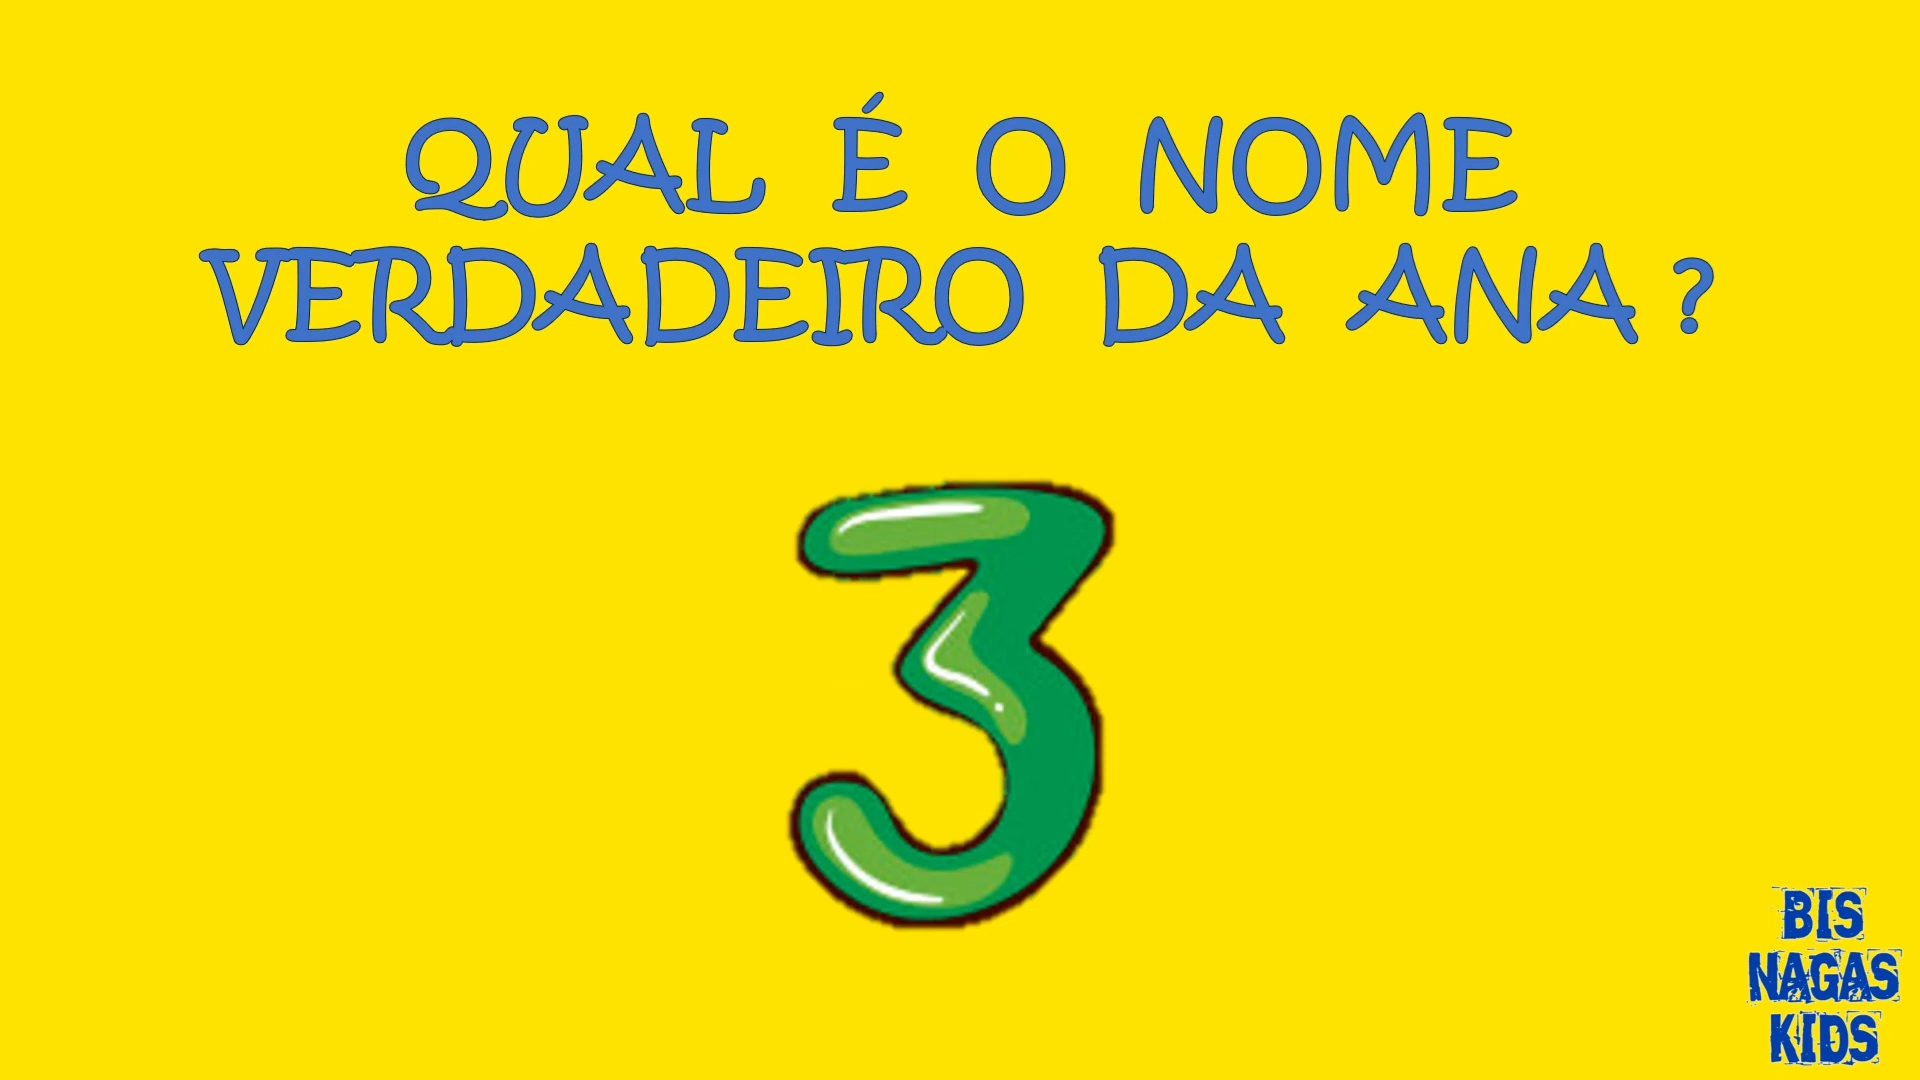 QUAL É O NOME
VERDADEIRO DA ANA ?
3
BIS
NAGAS
KIDS